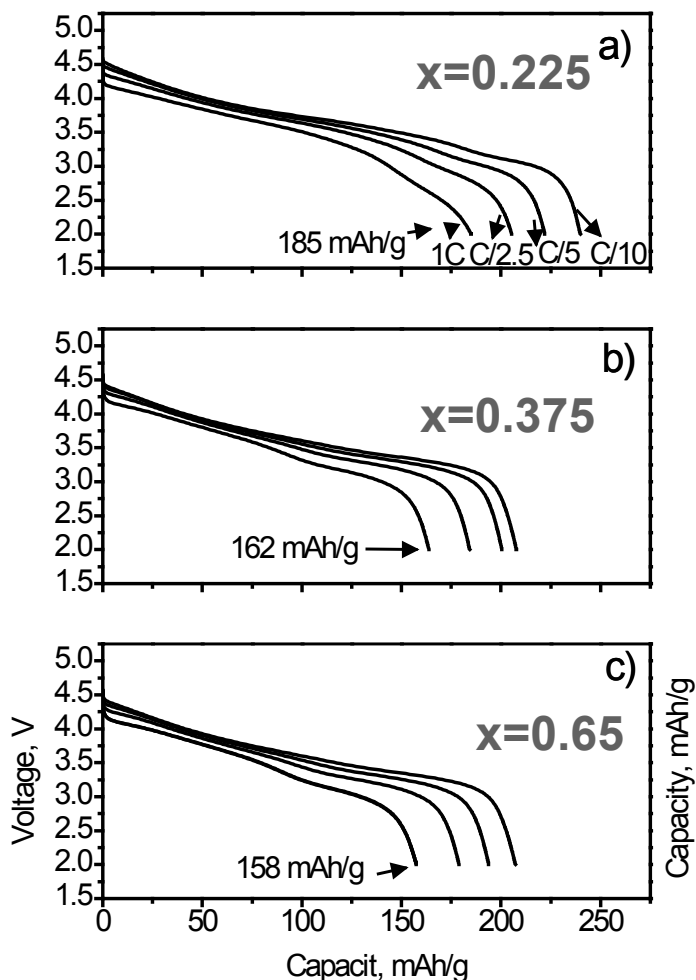 5.0
a)
4.5
x=0.225
4.0
3.5
3.0
2.5
185 mAh/g
2.0
1C C/2.5 C/5 C/10
1.5
5.0
b)
4.5
x=0.375
4.0
3.5
3.0
2.5
2.0
162 mAh/g
1.5
5.0
c)
4.5
x=0.65
4.0
3.5
3.0
2.5
2.0
158 mAh/g
1.5
Voltage, V
Capacity, mAh/g
0 50 100 150 200 250
Capacit, mAh/g